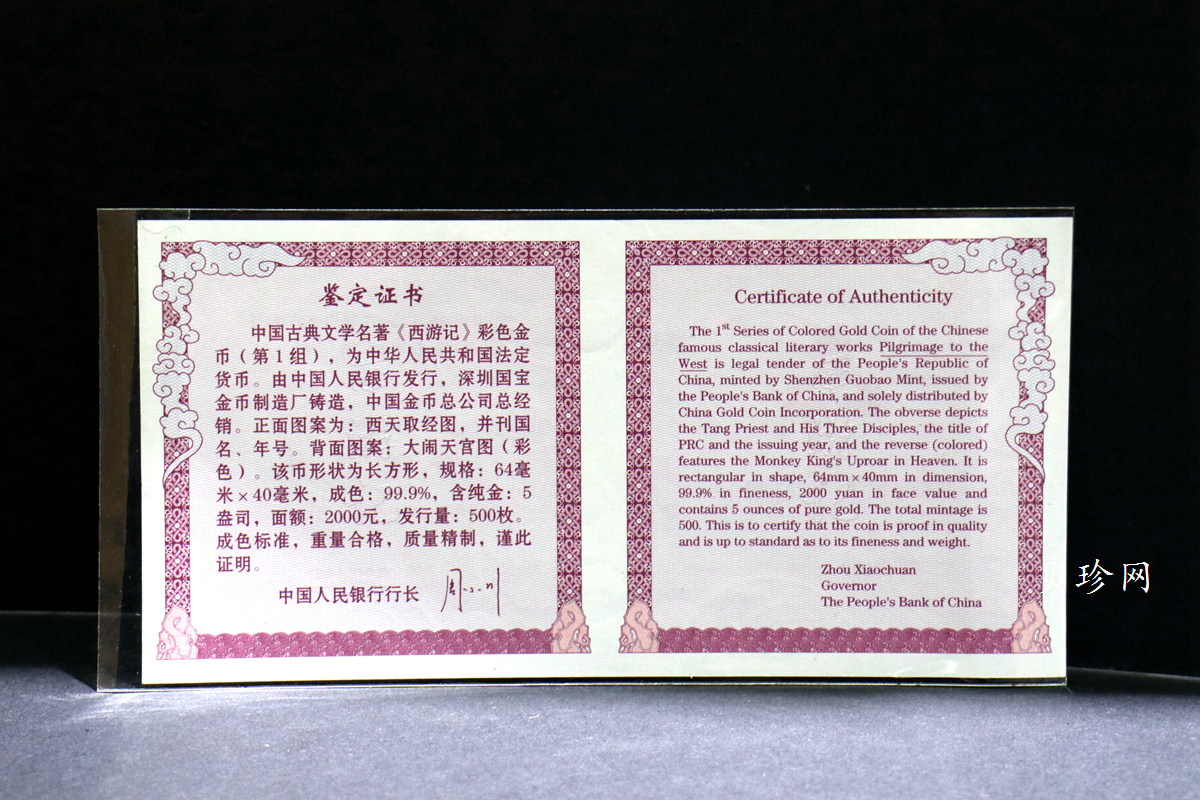 鉴定证书
中国古典文学名著《西游记》彩色金
币（第1组），为中华人民共和国法定
货币。由中国人民银行发行，深圳国宝
金币制造厂铸造，中国金币总公司总经
销。正面图案为：西天取经图，并刊国
名、年号。背面图案：大闹天宫图（彩
色）。该币形状为长方形，规格：64毫
米×40毫米，成色：99.9%，含纯金：5
盎司，面额：2000元，发行量：500枚。
成色标准，重量合格，质量精制，谨此
证明。
中国人民银行行长 周小川
Certificate of Authenticity
The 1st Series of Colored Gold Coin of the Chinese
famous classical literary works Pilgrimage to the
West is legal tender of the People's Republic of
China, minted by Shenzhen Guobao Mint, issued by
the People's Bank of China, and solely distributed by
China Gold Coin Incorporation. The obverse depicts
the Tang Priest and His Three Disciples, the title of
PRC and the issuing year, and the reverse (colored)
features the Monkey King's Uproar in Heaven. It is
rectangular in shape, 64mm×40mm in dimension,
99.9% in fineness, 2000 yuan in face value and
contains 5 ounces of pure gold. The total mintage is
500. This is to certify that the coin is proof in quality
and is up to standard as to its fineness and weight.
Zhou Xiaochuan
Governor
The People's Bank of China
珍网